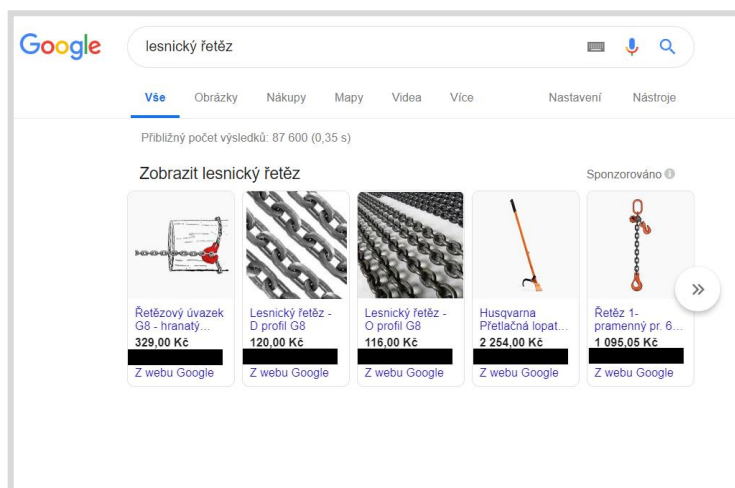 Google
lesnický řetěz
Vše Obrázky Nákupy Mapy Videa Více Nastavení Nástroje
Přibližný počet výsledků: 87 600 (0,35 s)
Zobrazit lesnický řetěz
Sponzorováno
Řetězový úvazek
G8 - hranatý...
329,00 Kč
Z webu Google
Lesnický řetěz -
D profil G8
120,00 Kč
Z webu Google
Lesnický řetěz -
O profil G8
116,00 Kč
Z webu Google
Husqvarna
Přetlačná lopat...
2 254,00 Kč
Z webu Google
Řetěz 1-
pramenný pr. 6...
1 095,05 Kč
Z webu Google